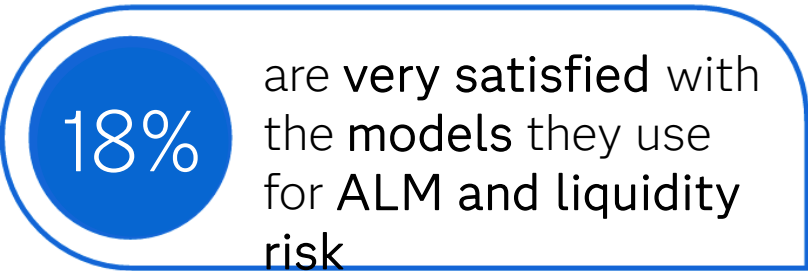 18%
are very satisfied with
the models they use
for ALM and liquidity
risk